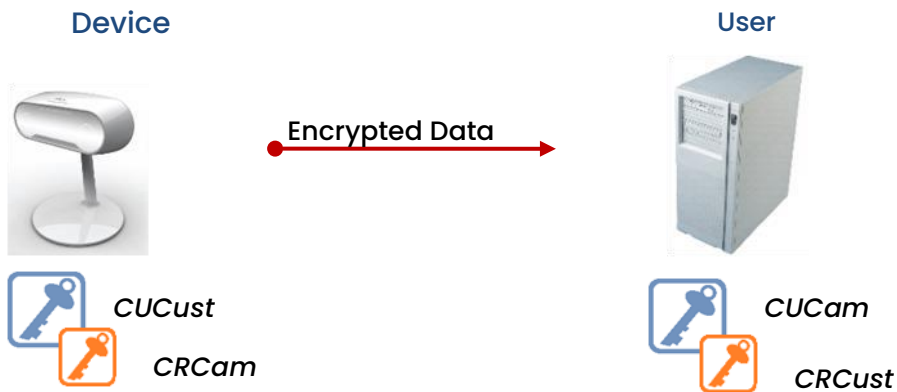 Device
User
Encrypted Data
CUCust
CRCam
CUCam
CRCust